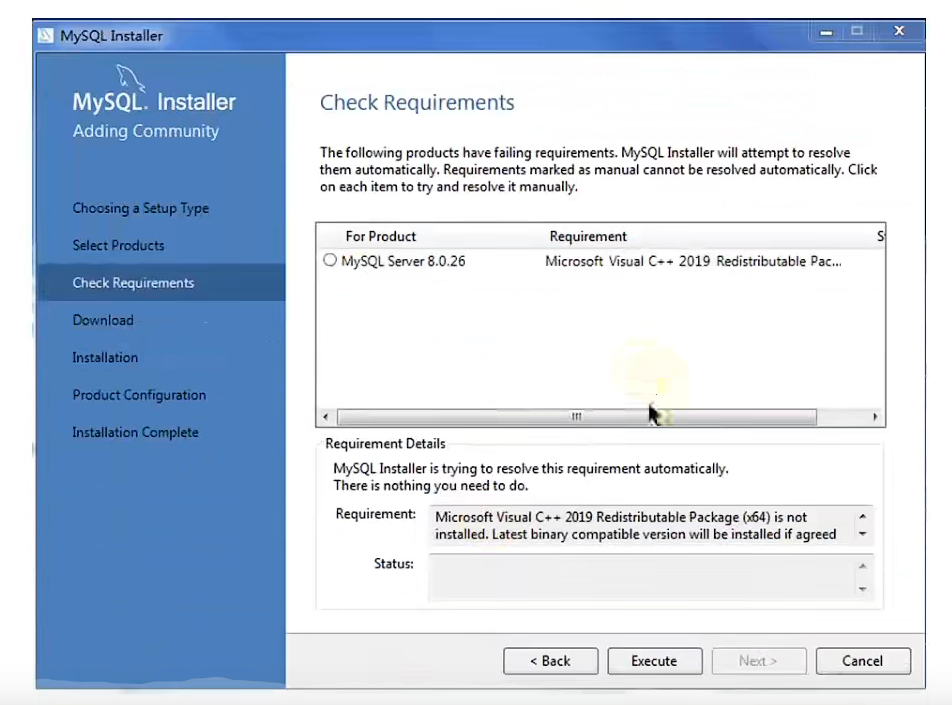 MySQL Installer
MySQL. Installer
Adding Community
Choosing a Setup Type
Select Products
Check Requirements
Download
Installation
Product Configuration
Installation Complete
Check Requirements
The following products have failing requirements. MySQL Installer will attempt to resolve
them automatically. Requirements marked as manual cannot be resolved automatically. Click
on each item to try and resolve it manually.
For Product Requirement S
MySQL Server 8.0.26 Microsoft Visual C++ 2019 Redistributable Pac...
Requirement Details
MySQL Installer is trying to resolve this requirement automatically.
There is nothing you need to do.
Requirement: Microsoft Visual C++ 2019 Redistributable Package (x64) is not
installed. Latest binary compatible version will be installed if agreed
Status:
< Back Execute Next > Cancel